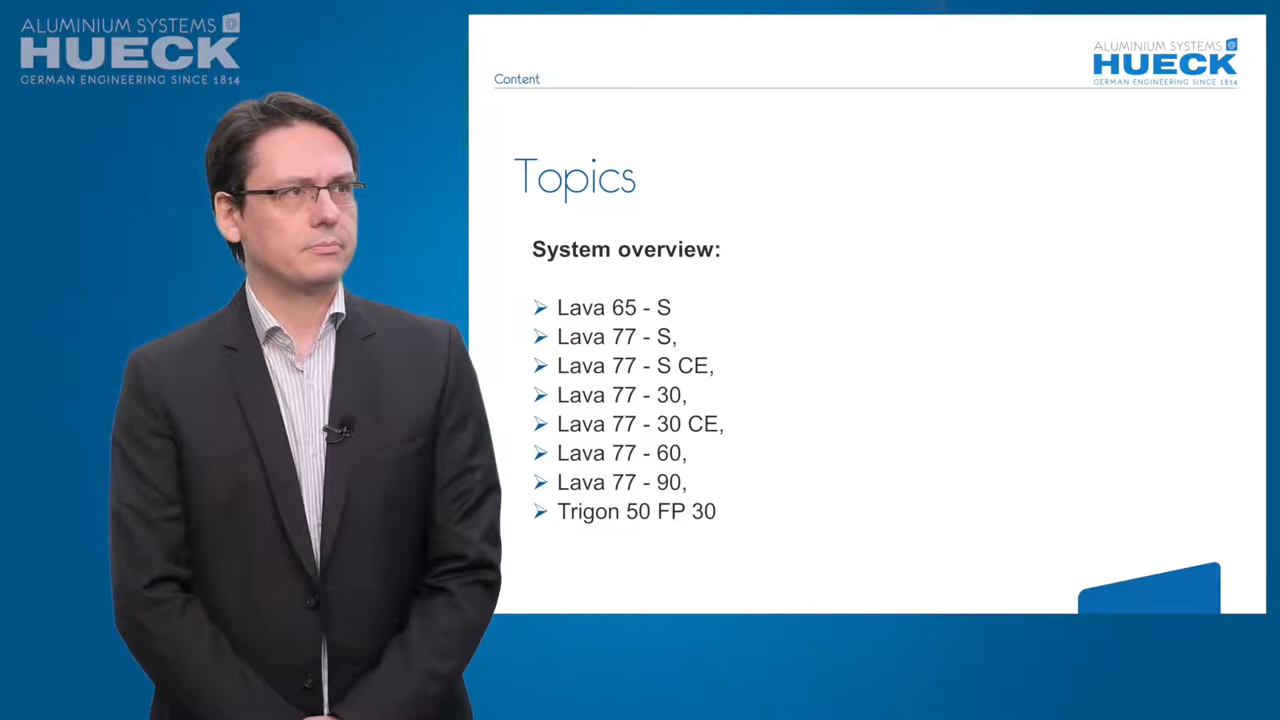 ALUMINIUM SYSTEMS
HUECK
GERMAN ENGINEERING SINCE 1814
Content
ALUMINIUM SYSTEMS
HUECK
GERMAN ENGINEERING SINCE 1814
Topics
System overview:
Lava 65 - S
Lava 77 - S,
Lava 77 - S CE,
Lava 77 - 30,
Lava 77 - 30 CE,
Lava 77 - 60,
Lava 77 - 90,
Trigon 50 FP 30